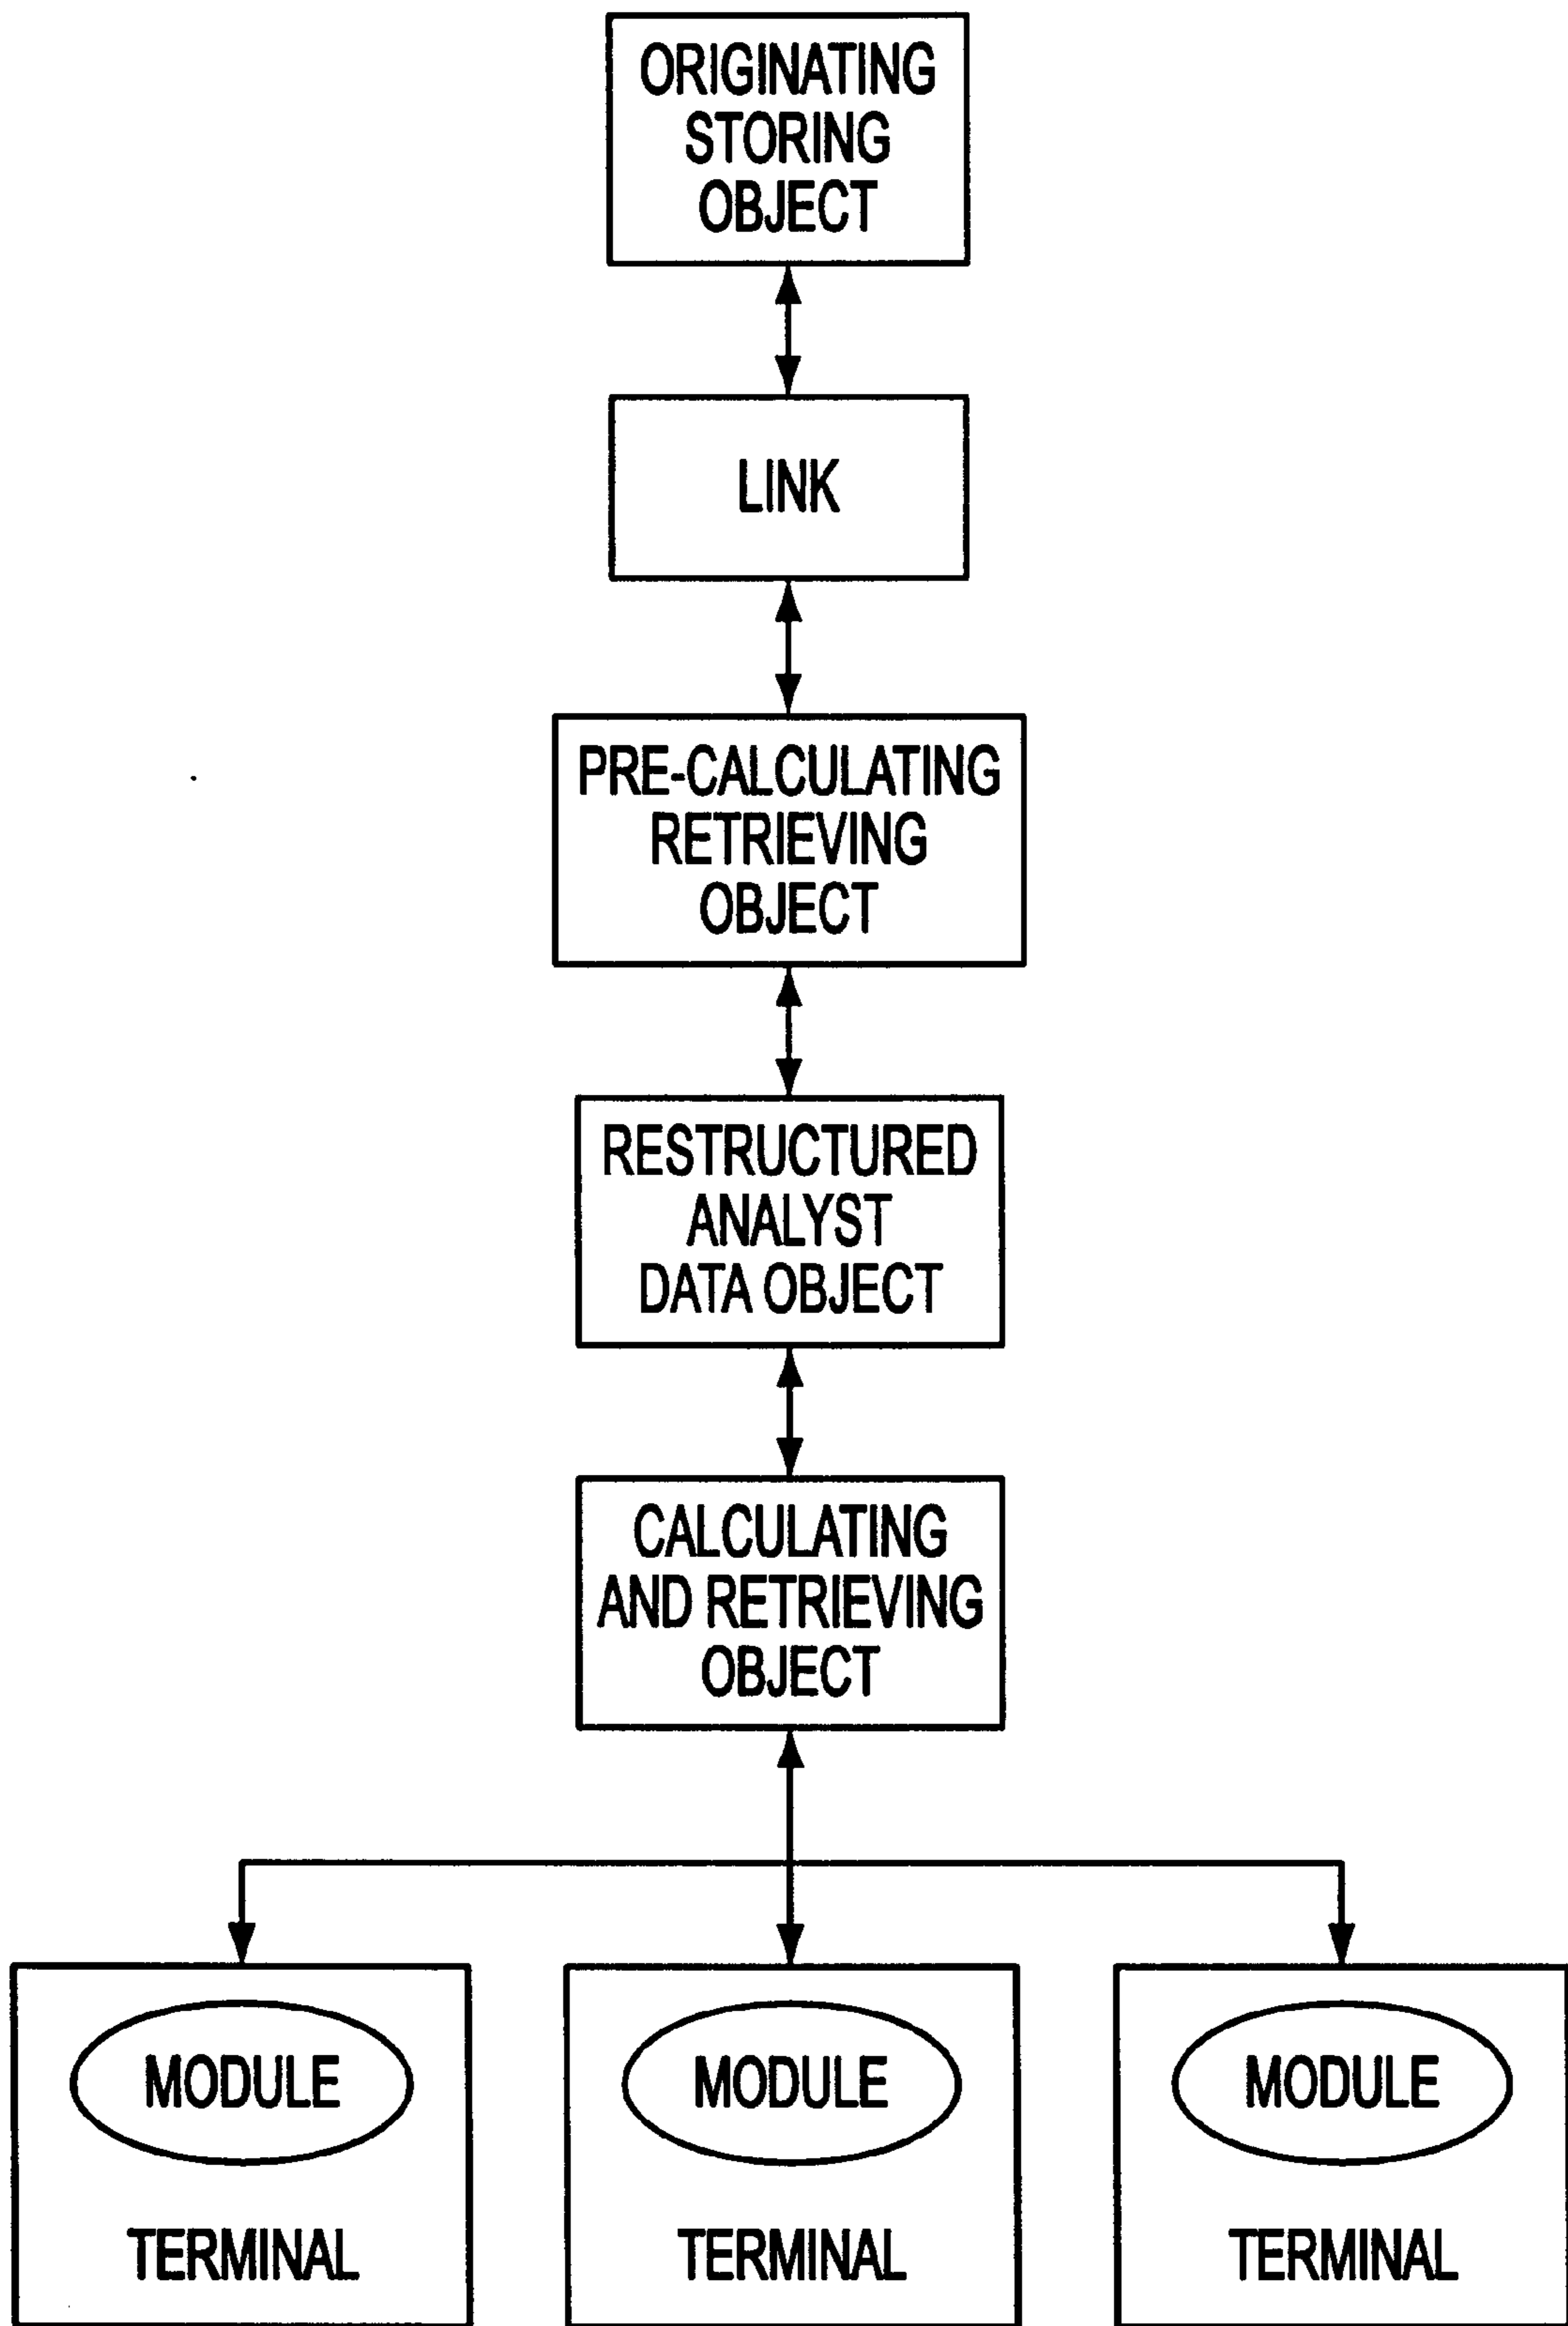 ORIGINATING
STORING
OBJECT
LINK
PRE-CALCULATING
RETRIEVING
OBJECT
RESTRUCTURED
ANALYST
DATA OBJECT
CALCULATING
AND RETRIEVING
OBJECT
MODULE
TERMINAL
MODULE
TERMINAL
MODULE
TERMINAL